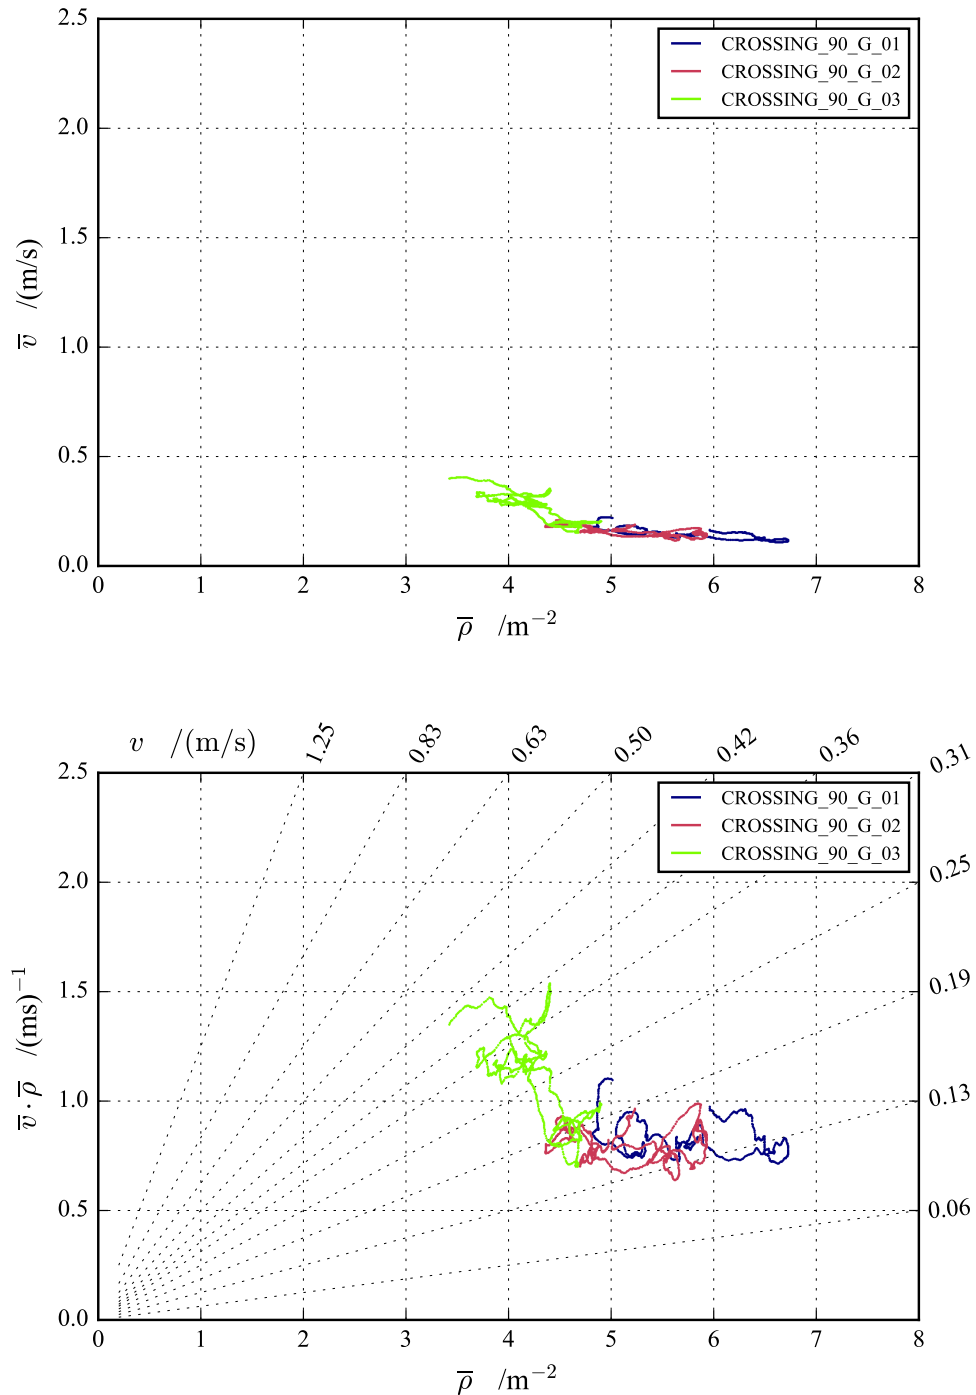 2.5
2.0
1.5
1.0
0.5
0.0
v̅ /(m/s)
CROSSING_90_G_01
CROSSING_90_G_02
CROSSING_90_G_03
0 1 2 3 4 5 6 7 8
ρ̅ /m⁻²
v /(m/s) 1.25 0.83 0.63 0.50 0.42 0.36 0.31
2.5
2.0
1.5
1.0
0.5
0.0
v̅ · ρ̅ /(ms)⁻¹
CROSSING_90_G_01
CROSSING_90_G_02
CROSSING_90_G_03
0.25
0.19
0.13
0.06
0 1 2 3 4 5 6 7 8
ρ̅ /m⁻²